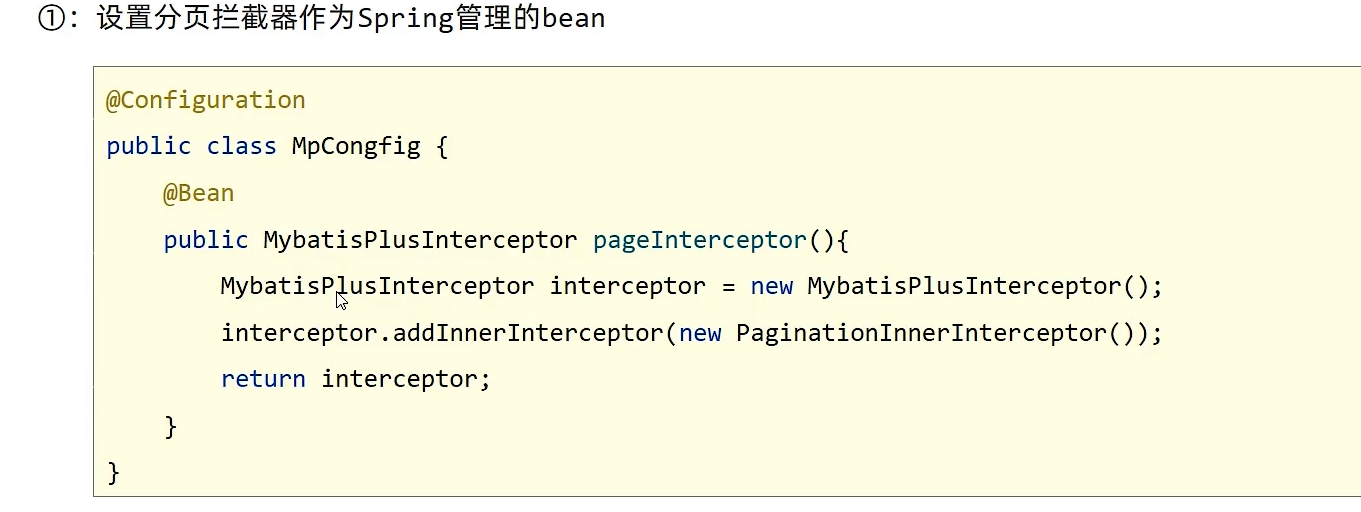 ①：设置分页拦截器作为Spring管理的bean
@Configuration
public class MpCongfig {
@Bean
public MybatisPlusInterceptor pageInterceptor(){
MybatisPlusInterceptor interceptor = new MybatisPlusInterceptor();
interceptor.addInnerInterceptor(new PaginationInnerInterceptor());
return interceptor;
}
}